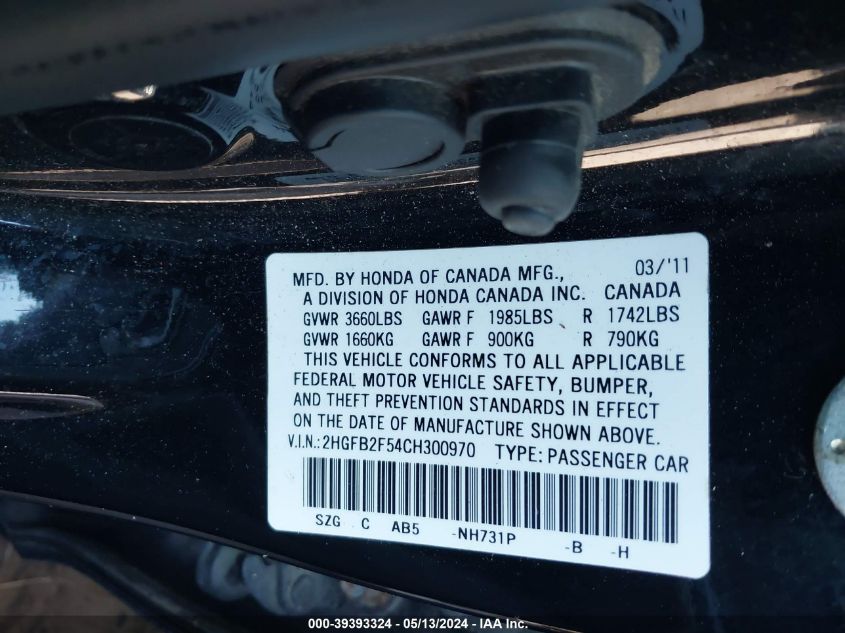 MFD. BY HONDA OF CANADA MFG., 03/'11
A DIVISION OF HONDA CANADA INC. CANADA
GVWR 3660LBS GAWR F 1985LBS R 1742LBS
GVWR 1660KG GAWR F 900KG R 790KG
THIS VEHICLE CONFORMS TO ALL APPLICABLE
FEDERAL MOTOR VEHICLE SAFETY, BUMPER,
AND THEFT PREVENTION STANDARDS IN EFFECT
ON THE DATE OF MANUFACTURE SHOWN ABOVE.
V.I.N.:2HGFB2F54CH300970 TYPE: PASSENGER CAR
SZG C AB5 -NH731P -B -H
000-39393324 / 05/13/2024 - IAA Inc.